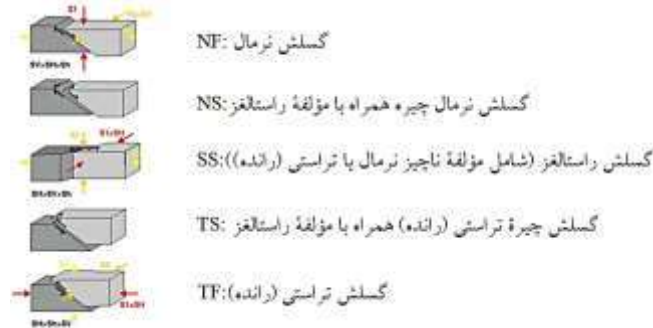 گسلش نرمال :NF
گسلش نرمال چیره همراه با مؤلفهٔ راستالغز:NS
گسلش راستالغز (شامل مؤلفهٔ ناچیز نرمال یا تراستی (رانده)):SS
گسلش چیرهٔ تراستی (رانده) همراه با مؤلفهٔ راستالغز :TS
گسلش تراستی (رانده):TF